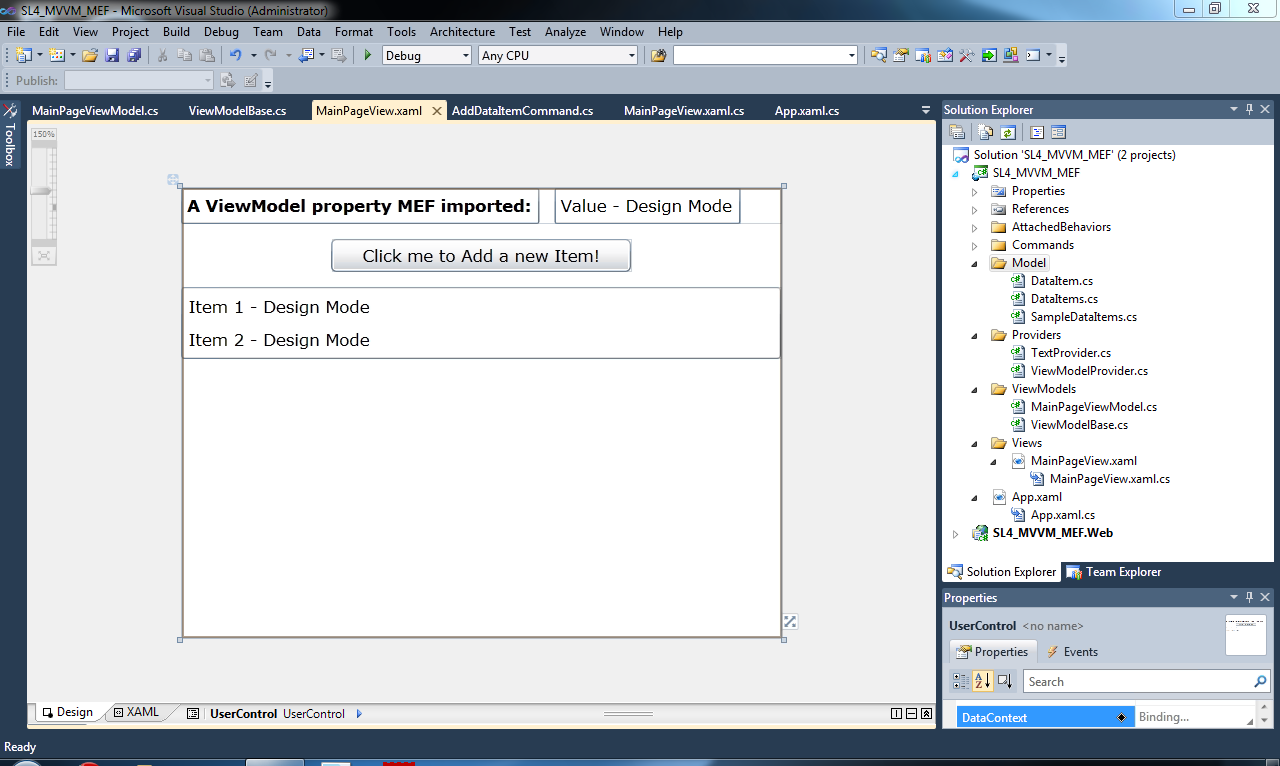 SL4_MVVM_MEF - Microsoft Visual Studio (Administrator)
File Edit View Project Build Debug Team Format Tools Architecture Test Analyze Window Help
Debug Any CPU
Publish:
MainPageViewModel.cs ViewModelBase.cs MainPageView.xaml AddDataItemCommand.cs MainPageView.xaml.cs App.xaml.cs
Toolbox
150%
A ViewModel property MEF imported: Value - Design Mode
Click me to Add a new Item!
Item 1 - Design Mode
Item 2 - Design Mode
Design XAML UserControl UserControl
Solution Explorer
Solution 'SL4_MVVM_MEF' (2 projects)
SL4_MVVM_MEF
Properties
References
AttachedBehaviors
Commands
Model
DataItem.cs
DataItems.cs
SampleDataItems.cs
Providers
TextProvider.cs
ViewModelProvider.cs
ViewModels
MainPageViewModel.cs
ViewModelBase.cs
Views
MainPageView.xaml
MainPageView.xaml.cs
App.xaml
App.xaml.cs
SL4_MVVM_MEF.Web
Solution Explorer Team Explorer
Properties
UserControl <no name>
Properties Events
Search
DataContext Binding...
Ready